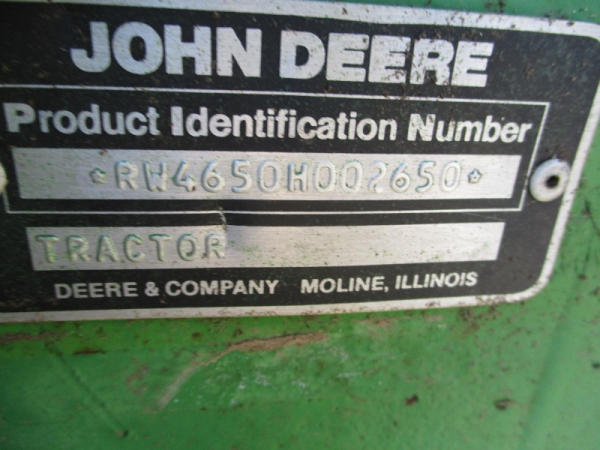 JOHN DEERE
Product Identification Number
*RW4650H002650*
TRACTOR
DEERE & COMPANY MOLINE, ILLINOIS